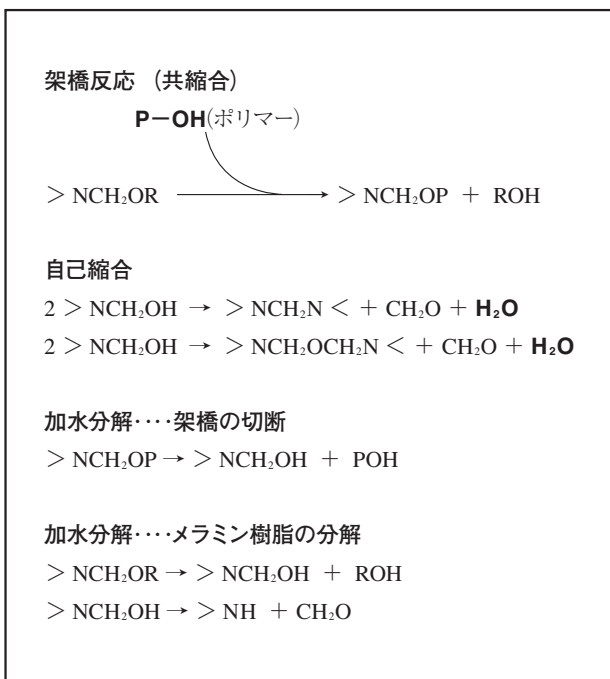 架橋反応 (共縮合)
P−OH(ポリマー)
> NCH₂OR → > NCH₂OP + ROH
自己縮合
2 > NCH₂OH → > NCH₂N < + CH₂O + H₂O
2 > NCH₂OH → > NCH₂OCH₂N < + CH₂O + H₂O
加水分解‥‥架橋の切断
> NCH₂OP → > NCH₂OH + POH
加水分解‥‥メラミン樹脂の分解
> NCH₂OR → > NCH₂OH + ROH
> NCH₂OH → > NH + CH₂O